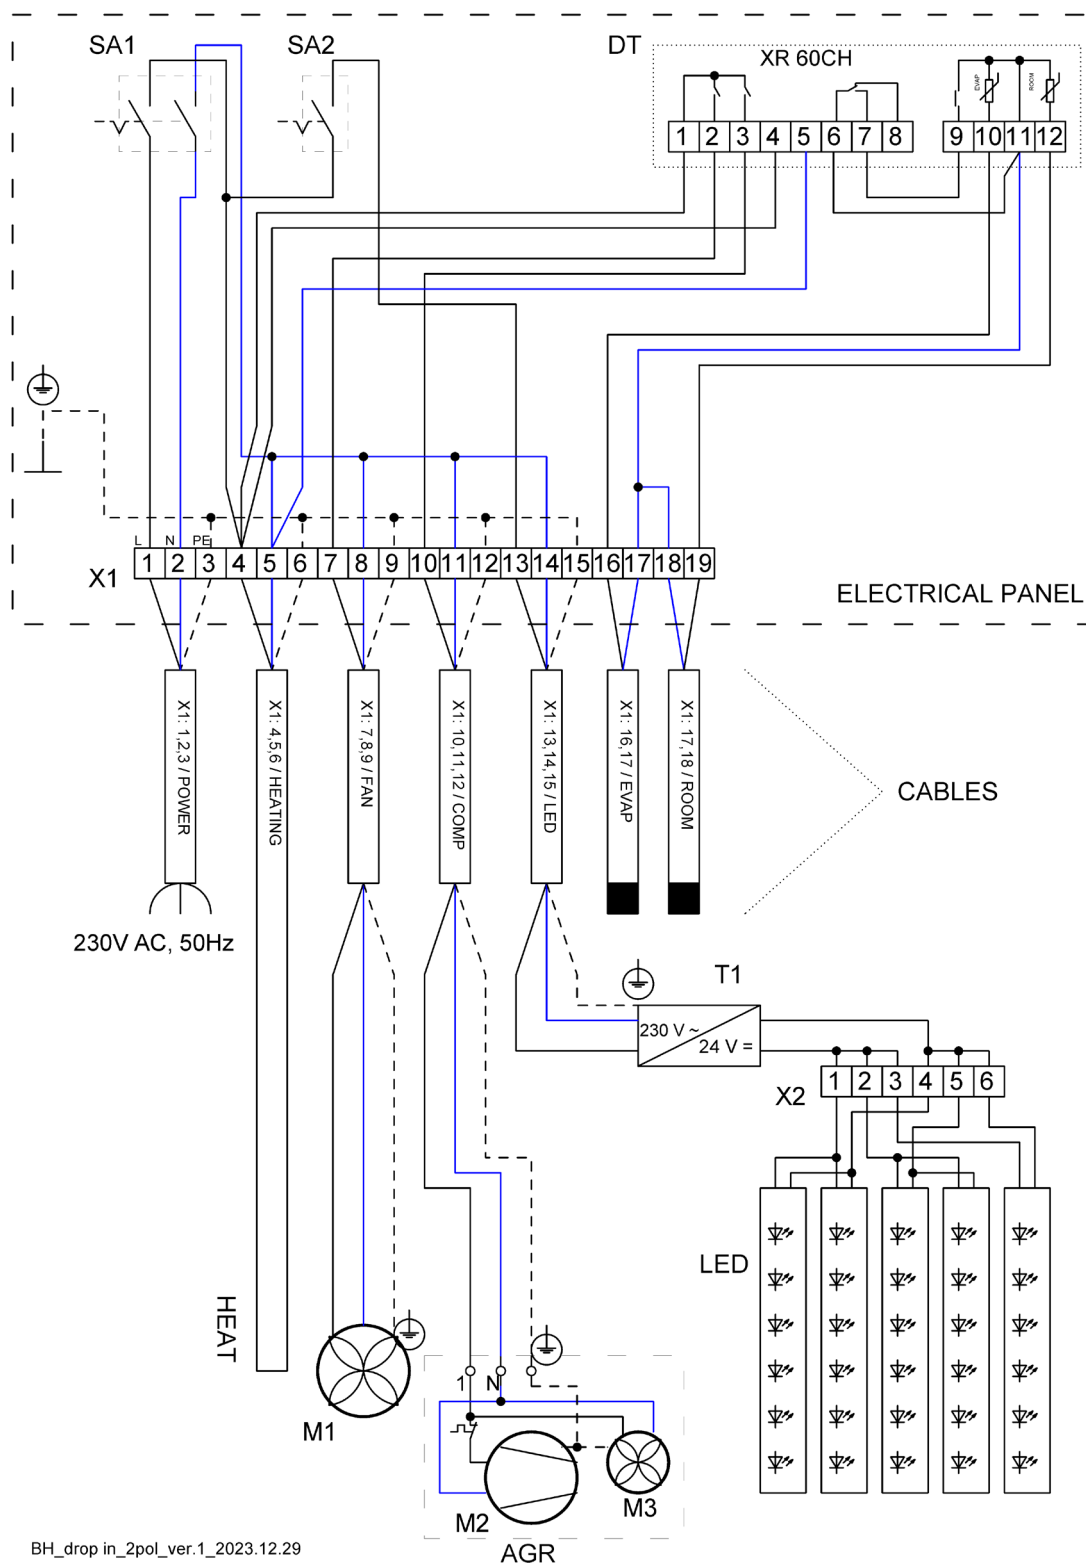 SA1
SA2
DT
XR 60CH
EVAP
ROOM
1 2 3 4 5 6 7 8
9 10 11 12
L N PE
X1
1 2 3 4 5 6 7 8 9 10 11 12 13 14 15 16 17 18 19
ELECTRICAL PANEL
X1: 1,2,3 / POWER
X1: 4,5,6 / HEATING
X1: 7,8,9 / FAN
X1: 10,11,12 / COMP
X1: 13,14,15 / LED
X1: 16,17 / EVAP
X1: 17,18 / ROOM
CABLES
230V AC, 50Hz
T1
230 V ~
24 V =
X2
1 2 3 4 5 6
LED
HEAT
M1
1 N
M2
M3
AGR
BH_drop in_2pol_ver.1_2023.12.29